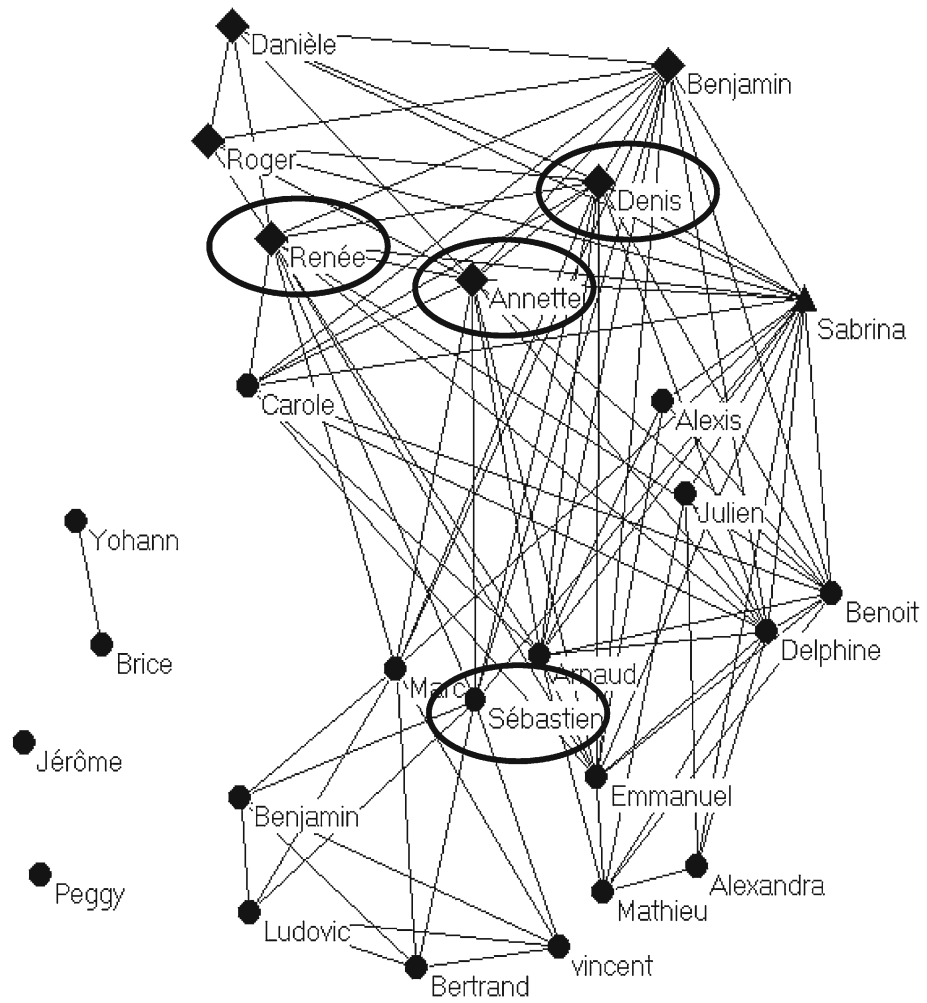 Danièle
Benjamin
Roger
Denis
Renée
Annette
Sabrina
Carole
Alexis
Julien
Yohann
Benoit
Brice
Delphine
Arnaud
Marc
Sébastien
Jérôme
Emmanuel
Benjamin
Peggy
Alexandra
Mathieu
Ludovic
vincent
Bertrand